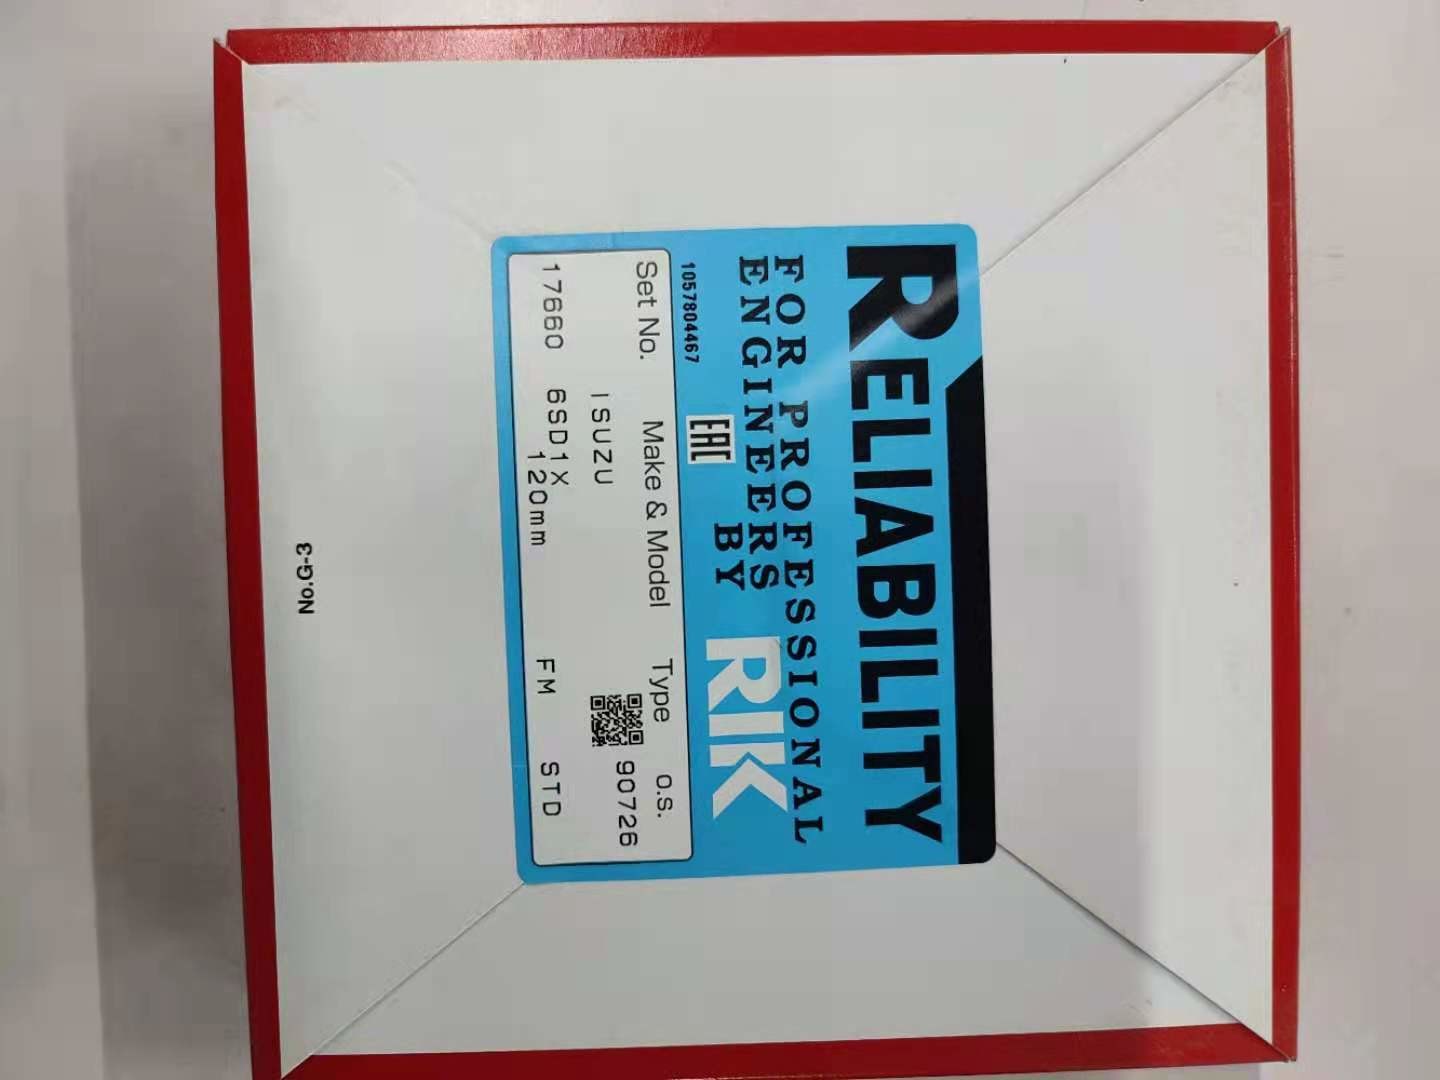 RELIABILITY
FOR PROFESSIONAL
ENGINEERS
BY RIK
1057804467
EAC
Set No. Make & Model Type O.S.
ISUZU 90726
17660 6SD1X FM STD
120mm
No.G-3